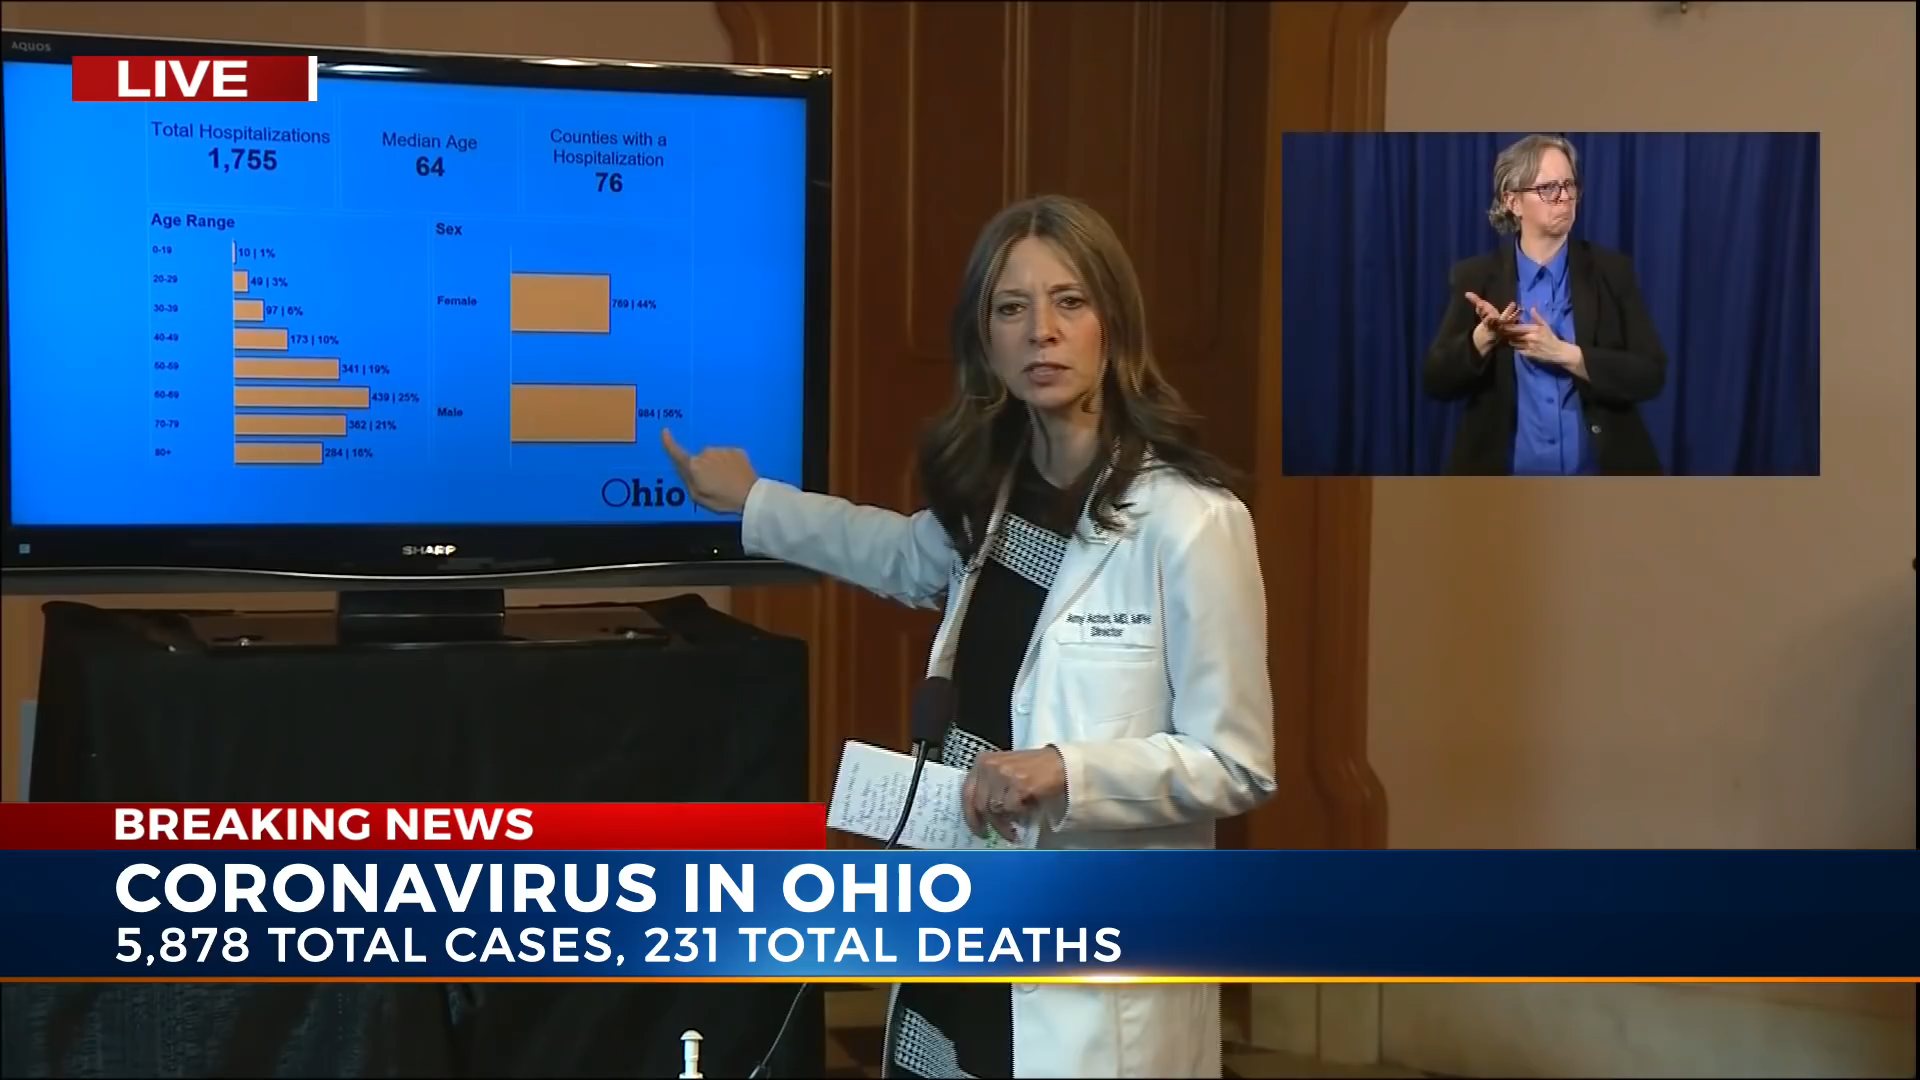 AQUOS
LIVE
Total Hospitalizations
1,755
Median Age
64
Counties with a
Hospitalization
76
Age Range
0-19
10 | 1%
20-29
49 | 3%
30-39
97 | 6%
40-49
173 | 10%
50-59
341 | 19%
60-69
439 | 25%
70-79
362 | 21%
80+
284 | 16%
Sex
Female
769 | 44%
Male
984 | 56%
Ohio
SHARP
Amy Acton, MD, MPH
Director
BREAKING NEWS
CORONAVIRUS IN OHIO
5,878 TOTAL CASES, 231 TOTAL DEATHS